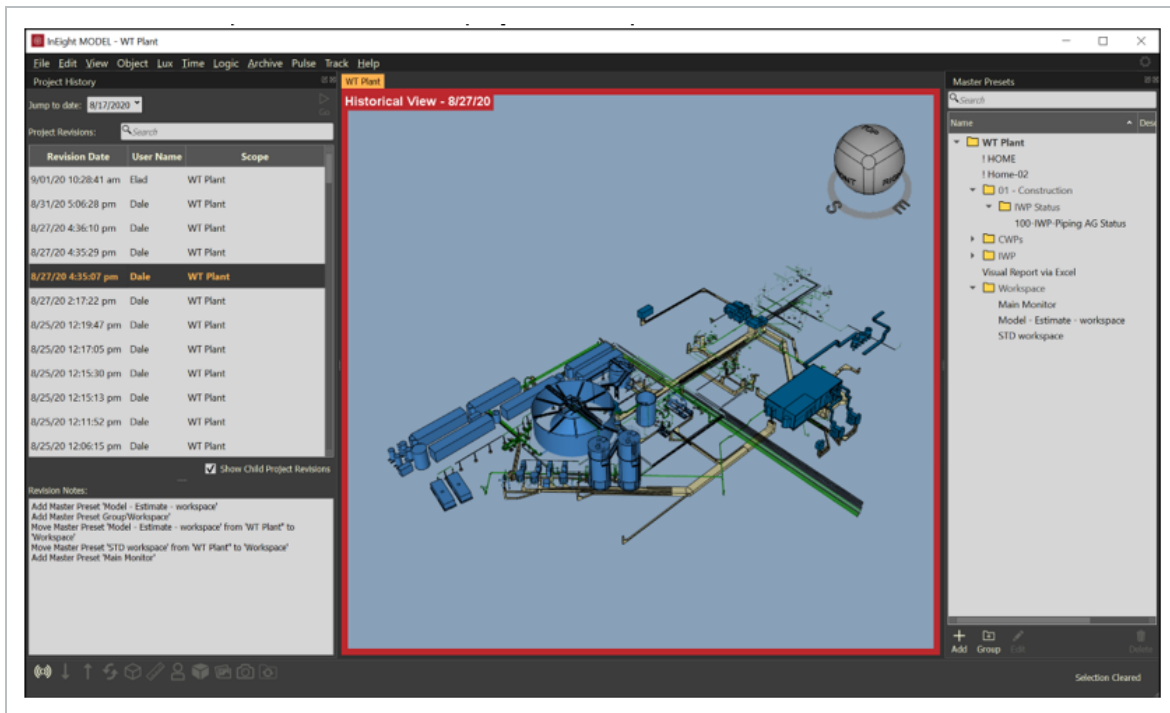 InEight MODEL - WT Plant
File Edit View Object Lux Time Logic Archive Pulse Track Help
Project History
Jump to date: 8/17/2020
Go
Project Revisions: Search
Revision Date User Name Scope
9/01/20 10:28:41 am Elad WT Plant
8/31/20 5:06:28 pm Dale WT Plant
8/27/20 4:36:10 pm Dale WT Plant
8/27/20 4:35:29 pm Dale WT Plant
8/27/20 4:35:07 pm Dale WT Plant
8/27/20 2:17:22 pm Dale WT Plant
8/25/20 12:19:47 pm Dale WT Plant
8/25/20 12:17:05 pm Dale WT Plant
8/25/20 12:15:30 pm Dale WT Plant
8/25/20 12:15:13 pm Dale WT Plant
8/25/20 12:11:52 pm Dale WT Plant
8/25/20 12:06:15 pm Dale WT Plant
Show Child Project Revisions
Revision Notes:
Add Master Preset 'Model - Estimate - workspace'
Add Master Preset Group'Workspace'
Move Master Preset 'Model - Estimate - workspace' from 'WT Plant" to
'Workspace'
Move Master Preset 'STD workspace' from 'WT Plant" to 'Workspace'
Add Master Preset 'Main Monitor'
WT Plant
Historical View - 8/27/20
TOP
FRONT
RIGHT
S
E
Master Presets
Search
Name Desc
WT Plant
! HOME
! Home-02
01 - Construction
IWP Status
100-IWP-Piping AG Status
CWPs
IWP
Visual Report via Excel
Workspace
Main Monitor
Model - Estimate - workspace
STD workspace
Add Group Edit Delete
Selection Cleared